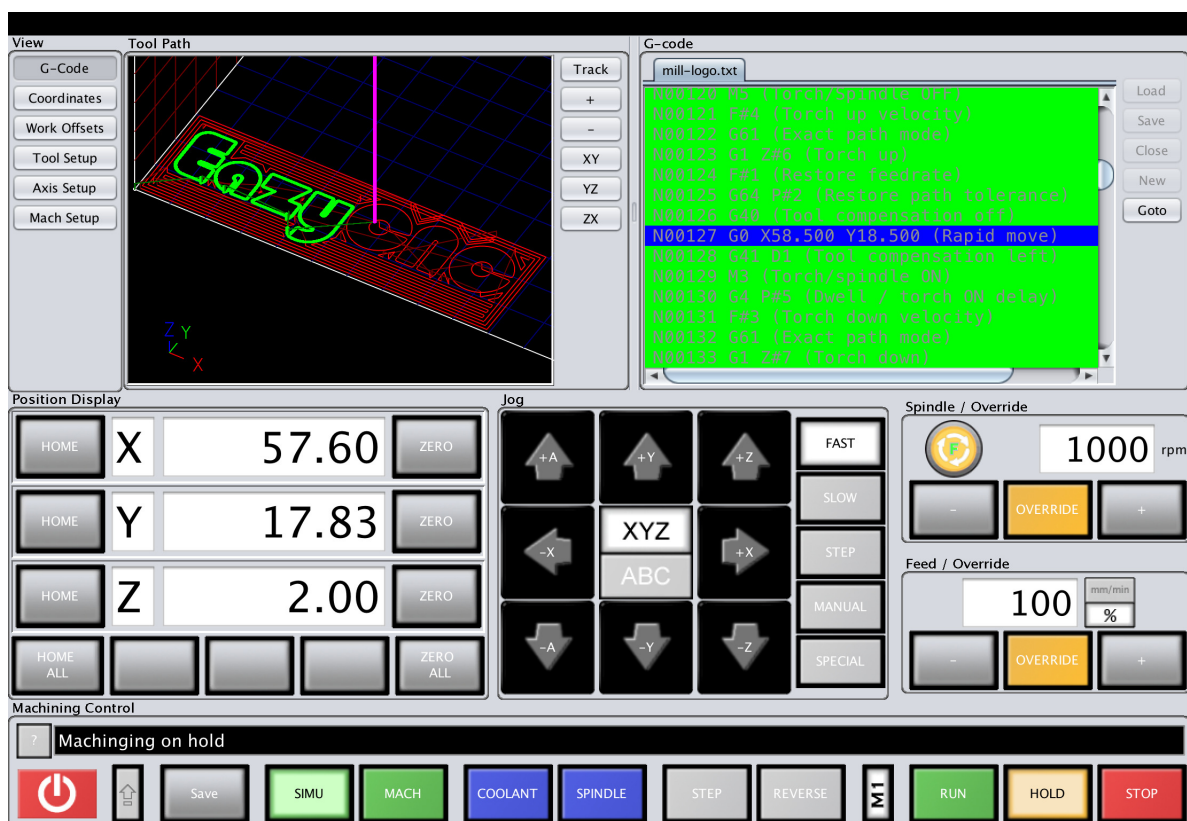 View
Tool Path
G-code
G-Code
Coordinates
Work Offsets
Tool Setup
Axis Setup
Mach Setup
EazyCNC
Z Y
X
Track
+
-
XY
YZ
ZX
mill-logo.txt
N00120 M5 (Torch/spindle OFF)
N00121 F#4 (Torch up velocity)
N00122 G61 (Exact path mode)
N00123 G1 Z#6 (Torch up)
N00124 F#1 (Restore feedrate)
N00125 G64 P#2 (Restore path tolerance)
N00126 G40 (Tool compensation off)
N00127 G0 X58.500 Y18.500 (Rapid move)
N00128 G41 D1 (Tool compensation left)
N00129 M3 (Torch/spindle ON)
N00130 G4 P#5 (Dwell / torch ON delay)
N00131 F#3 (Torch down velocity)
N00132 G61 (Exact path mode)
N00133 G1 Z#7 (Torch down)
Load
Save
Close
New
Goto
Position Display
HOME X 57.60 ZERO
HOME Y 17.83 ZERO
HOME Z 2.00 ZERO
HOME ALL
ZERO ALL
Jog
+A +Y +Z
-X XYZ +X
ABC
-A -Y -Z
FAST
SLOW
STEP
MANUAL
SPECIAL
Spindle / Override
F 1000 rpm
- OVERRIDE +
Feed / Override
100 mm/min
%
- OVERRIDE +
Machining Control
? Machinging on hold
Save SIMU MACH COOLANT SPINDLE STEP REVERSE M1 RUN HOLD STOP